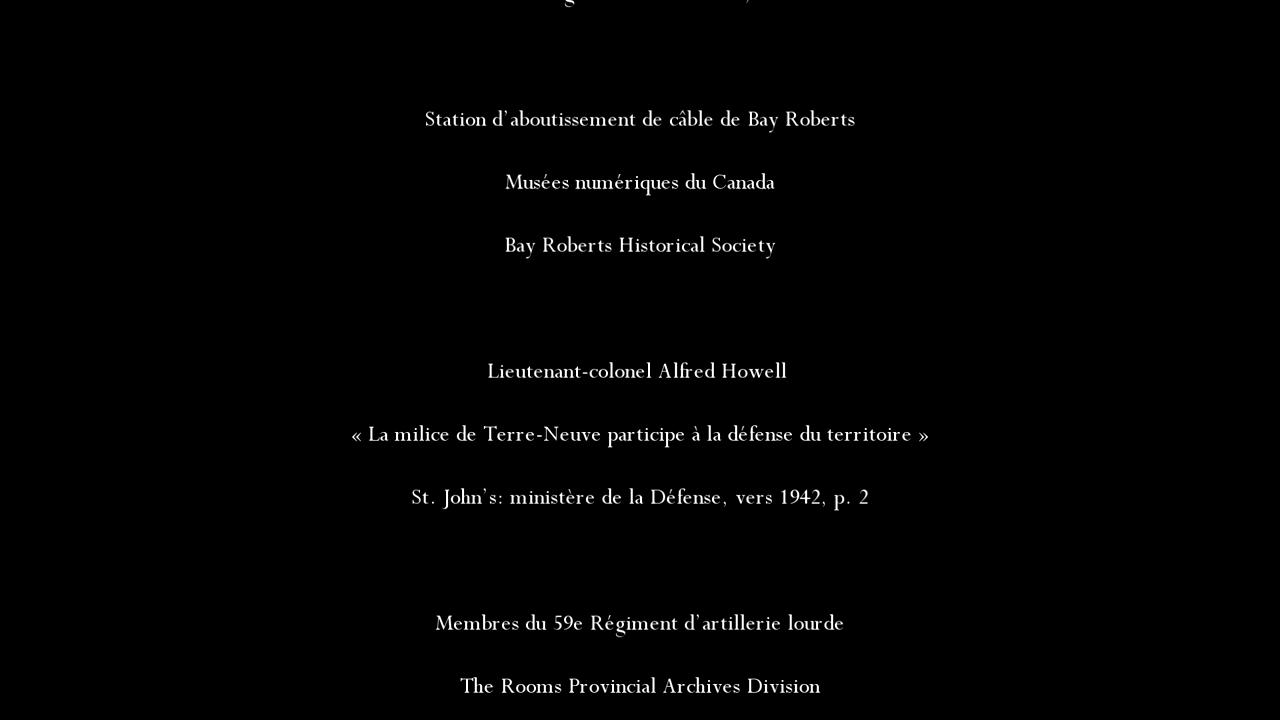 Station d’aboutissement de câble de Bay Roberts
Musées numériques du Canada
Bay Roberts Historical Society
Lieutenant-colonel Alfred Howell
« La milice de Terre-Neuve participe à la défense du territoire »
St. John’s: ministère de la Défense, vers 1942, p. 2
Membres du 59e Régiment d’artillerie lourde
The Rooms Provincial Archives Division